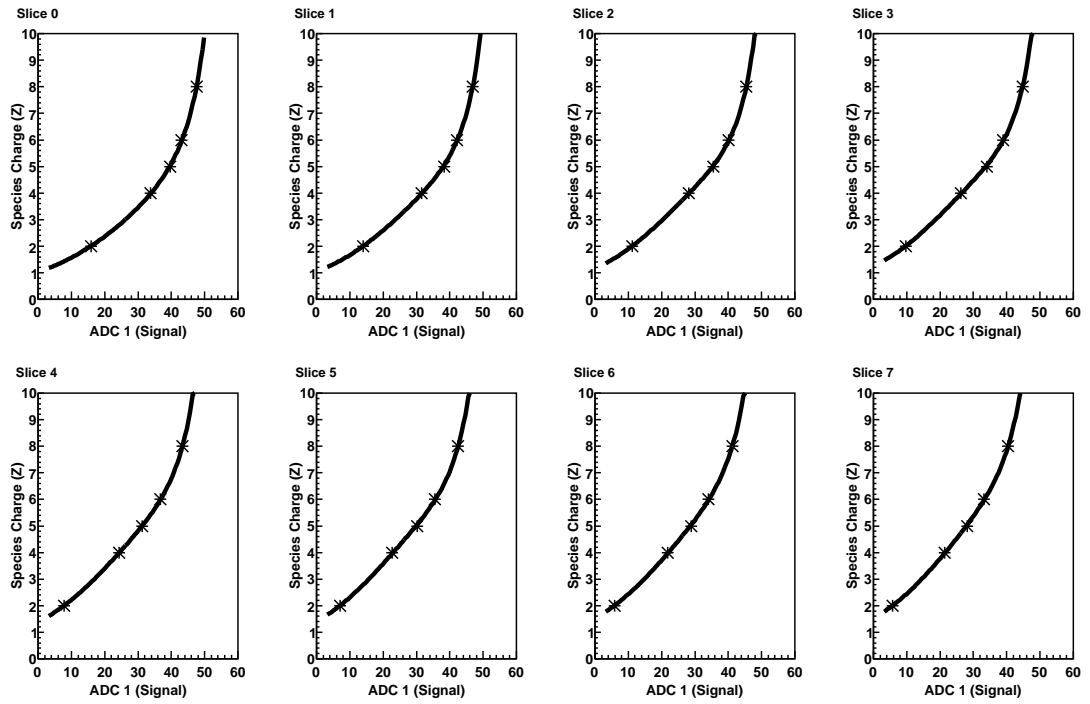 Slice 0
Species Charge (Z)
10
9
8
7
6
5
4
3
2
1
0
0 10 20 30 40 50 60
ADC 1 (Signal)
Slice 1
Species Charge (Z)
10
9
8
7
6
5
4
3
2
1
0
0 10 20 30 40 50 60
ADC 1 (Signal)
Slice 2
Species Charge (Z)
10
9
8
7
6
5
4
3
2
1
0
0 10 20 30 40 50 60
ADC 1 (Signal)
Slice 3
Species Charge (Z)
10
9
8
7
6
5
4
3
2
1
0
0 10 20 30 40 50 60
ADC 1 (Signal)
Slice 4
Species Charge (Z)
10
9
8
7
6
5
4
3
2
1
0
0 10 20 30 40 50 60
ADC 1 (Signal)
Slice 5
Species Charge (Z)
10
9
8
7
6
5
4
3
2
1
0
0 10 20 30 40 50 60
ADC 1 (Signal)
Slice 6
Species Charge (Z)
10
9
8
7
6
5
4
3
2
1
0
0 10 20 30 40 50 60
ADC 1 (Signal)
Slice 7
Species Charge (Z)
10
9
8
7
6
5
4
3
2
1
0
0 10 20 30 40 50 60
ADC 1 (Signal)